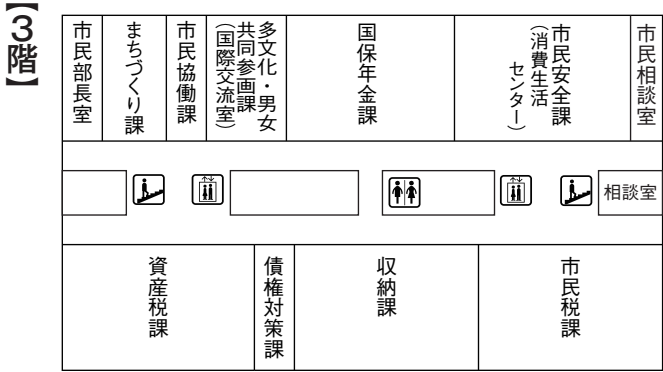 【3階】
市民部長室
まちづくり課
市民協働課
多文化・男女
共同参画課
(国際交流室)
国保年金課
市民安全課
(消費生活
センター)
市民相談室
相談室
資産税課
債権対策課
収納課
市民税課